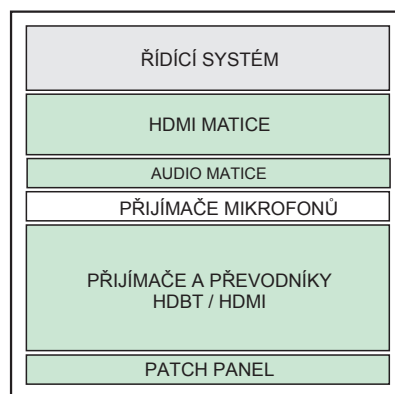 ŘÍDÍCÍ SYSTÉM
HDMI MATICE
AUDIO MATICE
PŘIJÍMAČE MIKROFONŮ
PŘIJÍMAČE A PŘEVODNÍKY
HDBT / HDMI
PATCH PANEL